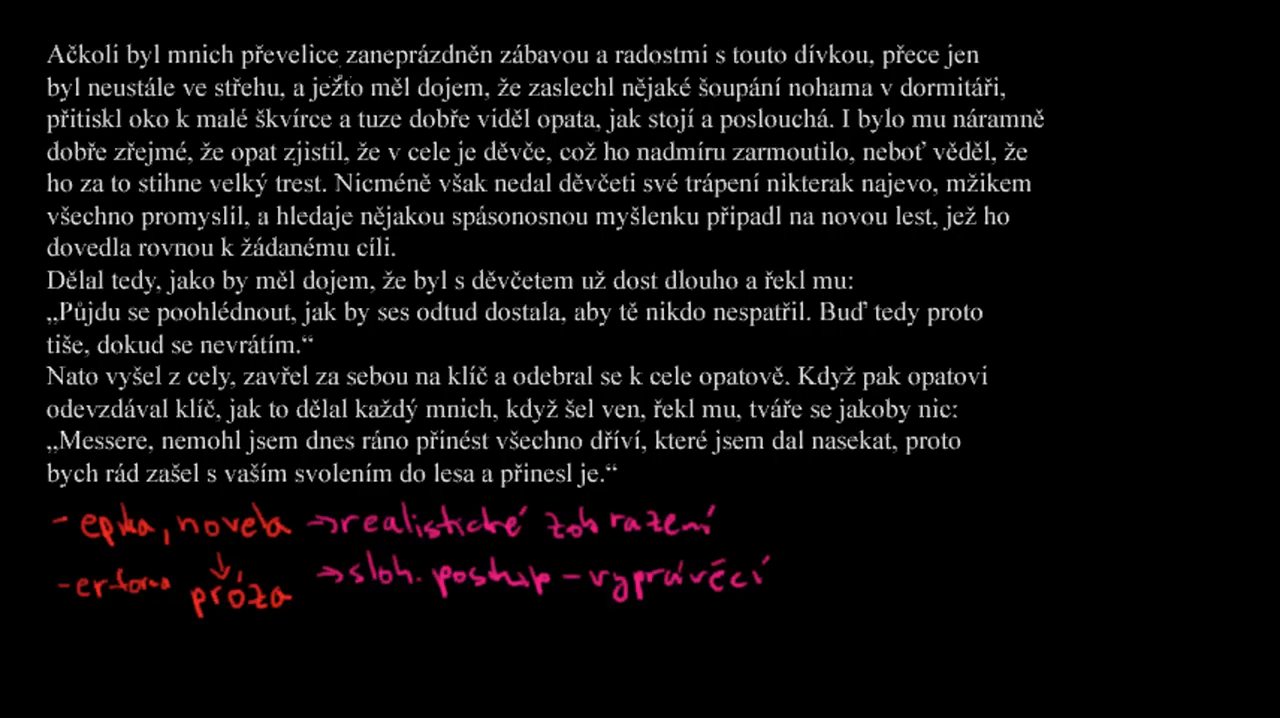 Ačkoli byl mnich převelice zaneprázdněn zábavou a radostmi s touto dívkou, přece jen
byl neustále ve střehu, a ježto měl dojem, že zaslechl nějaké šoupání nohama v dormitáři,
přitiskl oko k malé škvírce a tuze dobře viděl opata, jak stojí a poslouchá. I bylo mu náramně
dobře zřejmé, že opat zjistil, že v cele je děvče, což ho nadmíru zarmoutilo, neboť věděl, že
ho za to stihne velký trest. Nicméně však nedal děvčeti své trápení nikterak najevo, mžikem
všechno promyslil, a hledaje nějakou spásonosnou myšlenku připadl na novou lest, jež ho
dovedla rovnou k žádanému cíli.
Dělal tedy, jako by měl dojem, že byl s děvčetem už dost dlouho a řekl mu:
„Půjdu se poohlédnout, jak by ses odtud dostala, aby tě nikdo nespatřil. Buď tedy proto
tiše, dokud se nevrátím.“
Nato vyšel z cely, zavřel za sebou na klíč a odebral se k cele opatově. Když pak opatovi
odevzdával klíč, jak to dělal každý mnich, když šel ven, řekl mu, tváře se jakoby nic:
„Messere, nemohl jsem dnes ráno přinést všechno dříví, které jsem dal nasekat, proto
bych rád zašel s vaším svolením do lesa a přinesl je.“
- epika, novela → realistické zobrazení
- er-forma próza → sloh. postup - vyprávěcí